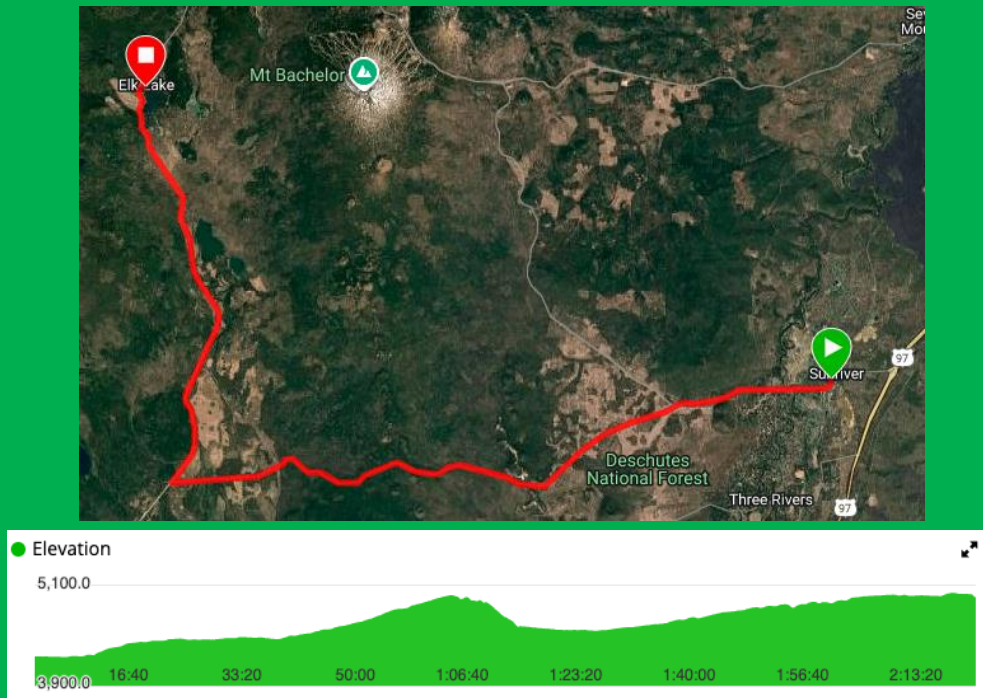 Se
Mou
Mt Bachelor
Elk Lake
97
Sunriver
Deschutes
National Forest
Three Rivers
97
Elevation
5,100.0
3,900.0
16:40 33:20 50:00 1:06:40 1:23:20 1:40:00 1:56:40 2:13:20